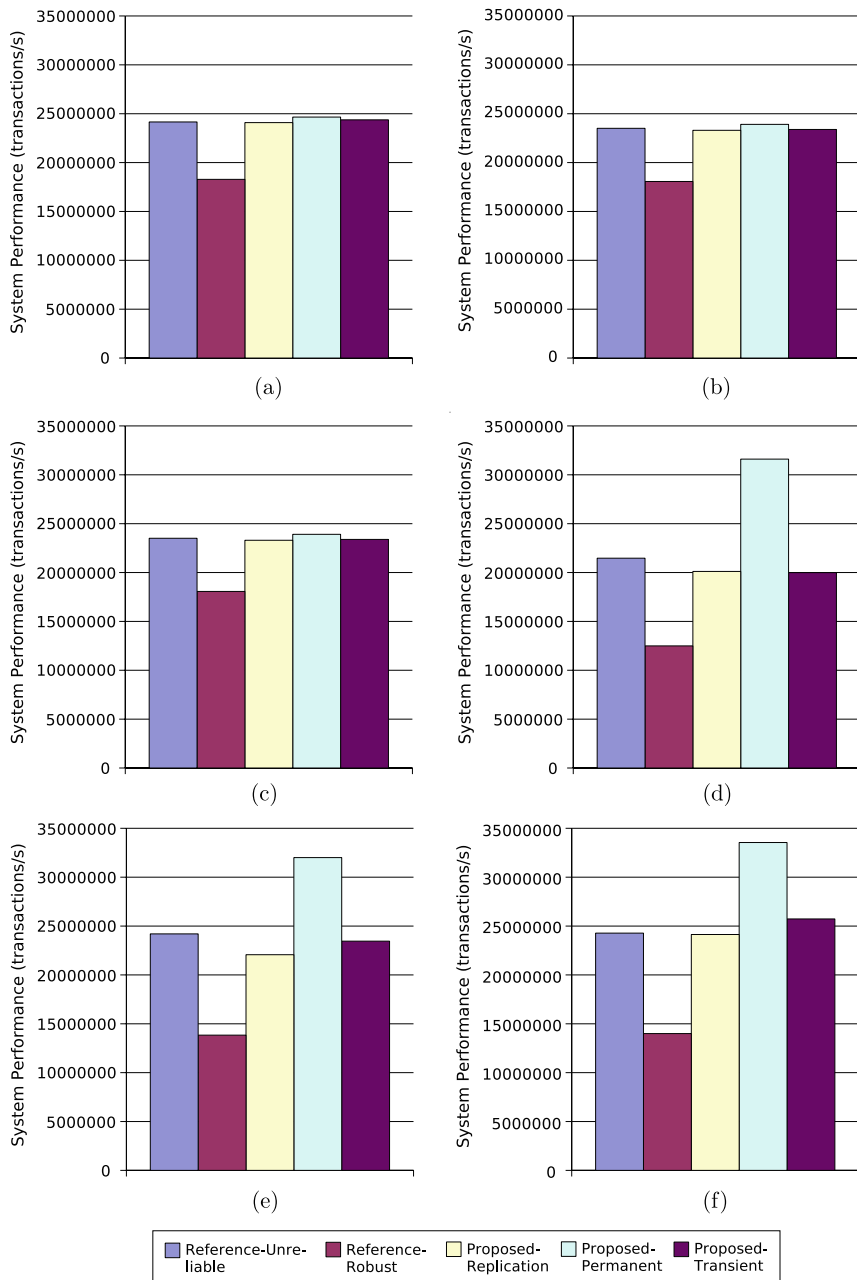 System Performance (transactions/s)
35000000
30000000
25000000
20000000
15000000
10000000
5000000
0
(a)
System Performance (transactions/s)
35000000
30000000
25000000
20000000
15000000
10000000
5000000
0
(b)
System Performance (transactions/s)
35000000
30000000
25000000
20000000
15000000
10000000
5000000
0
(c)
System Performance (transactions/s)
35000000
30000000
25000000
20000000
15000000
10000000
5000000
0
(d)
System Performance (transactions/s)
35000000
30000000
25000000
20000000
15000000
10000000
5000000
0
(e)
System Performance (transactions/s)
35000000
30000000
25000000
20000000
15000000
10000000
5000000
0
(f)
Reference-Unre-
liable
Reference-
Robust
Proposed-
Replication
Proposed-
Permanent
Proposed-
Transient